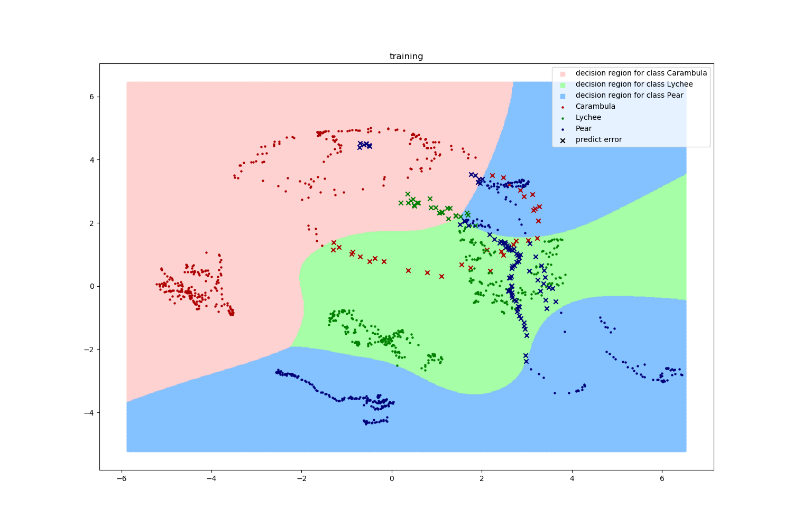 training
decision region for class Carambula
decision region for class Lychee
decision region for class Pear
Carambula
Lychee
Pear
predict error
6
4
2
0
−2
−4
−6
−4
−2
0
2
4
6